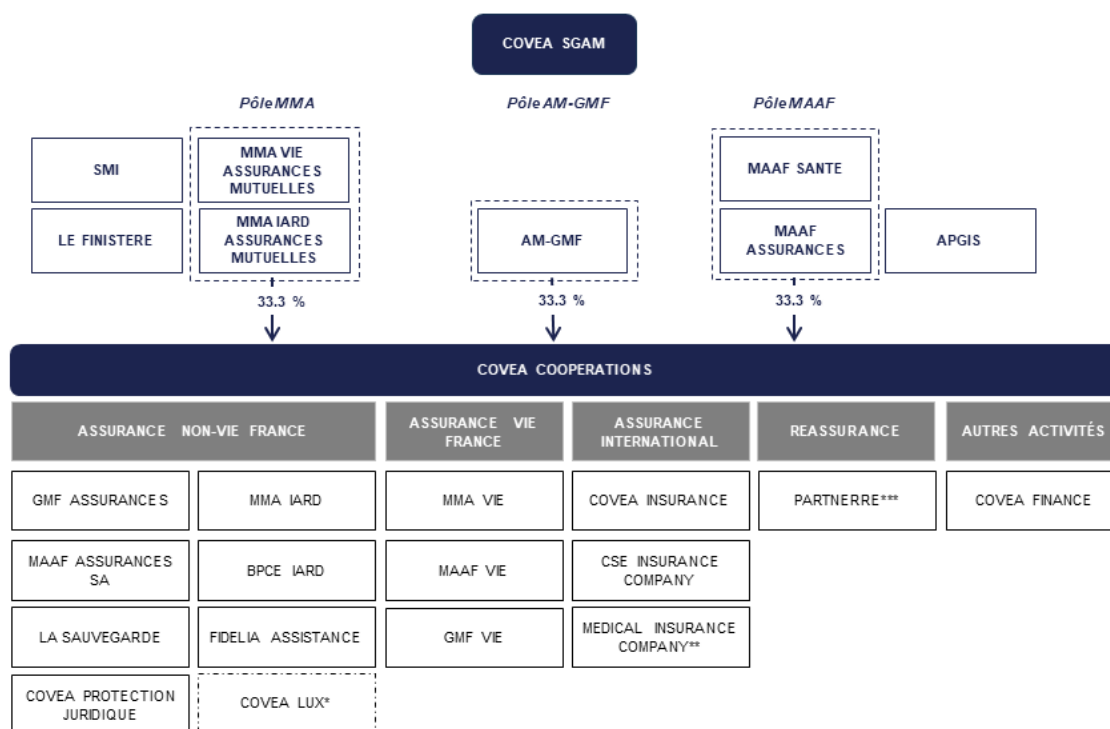 COVEA SGAM
Pôle MMA
Pôle AM-GMF
Pôle MAAF
SMI
MMA VIE
ASSURANCES
MUTUELLES
MAAF SANTE
LE FINISTERE
MMA IARD
ASSURANCES
MUTUELLES
AM-GMF
MAAF
ASSURANCES
APGIS
33.3 %
33.3 %
33.3 %
COVEA COOPERATIONS
ASSURANCE NON-VIE FRANCE
ASSURANCE VIE
FRANCE
ASSURANCE
INTERNATIONAL
REASSURANCE
AUTRES ACTIVITÉS
GMF ASSURANCES
MMA IARD
MMA VIE
COVEA INSURANCE
PARTNERRE***
COVEA FINANCE
MAAF ASSURANCES
SA
BPCE IARD
MAAF VIE
CSE INSURANCE
COMPANY
LA SAUVEGARDE
FIDELIA ASSISTANCE
GMF VIE
MEDICAL INSURANCE
COMPANY**
COVEA PROTECTION
JURIDIQUE
COVEA LUX*